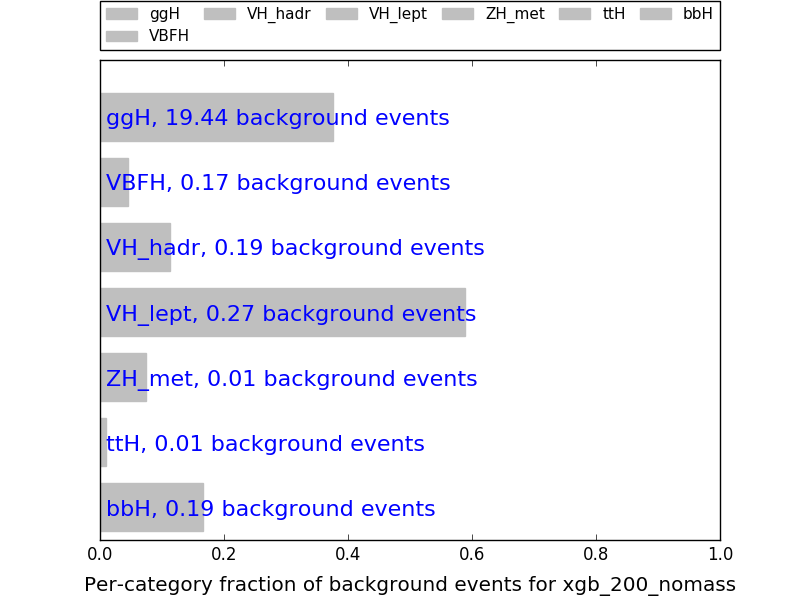 ggH VH_hadr VH_lept ZH_met ttH bbH
VBFH
ggH, 19.44 background events
VBFH, 0.17 background events
VH_hadr, 0.19 background events
VH_lept, 0.27 background events
ZH_met, 0.01 background events
ttH, 0.01 background events
bbH, 0.19 background events
0.0 0.2 0.4 0.6 0.8 1.0
Per-category fraction of background events for xgb_200_nomass